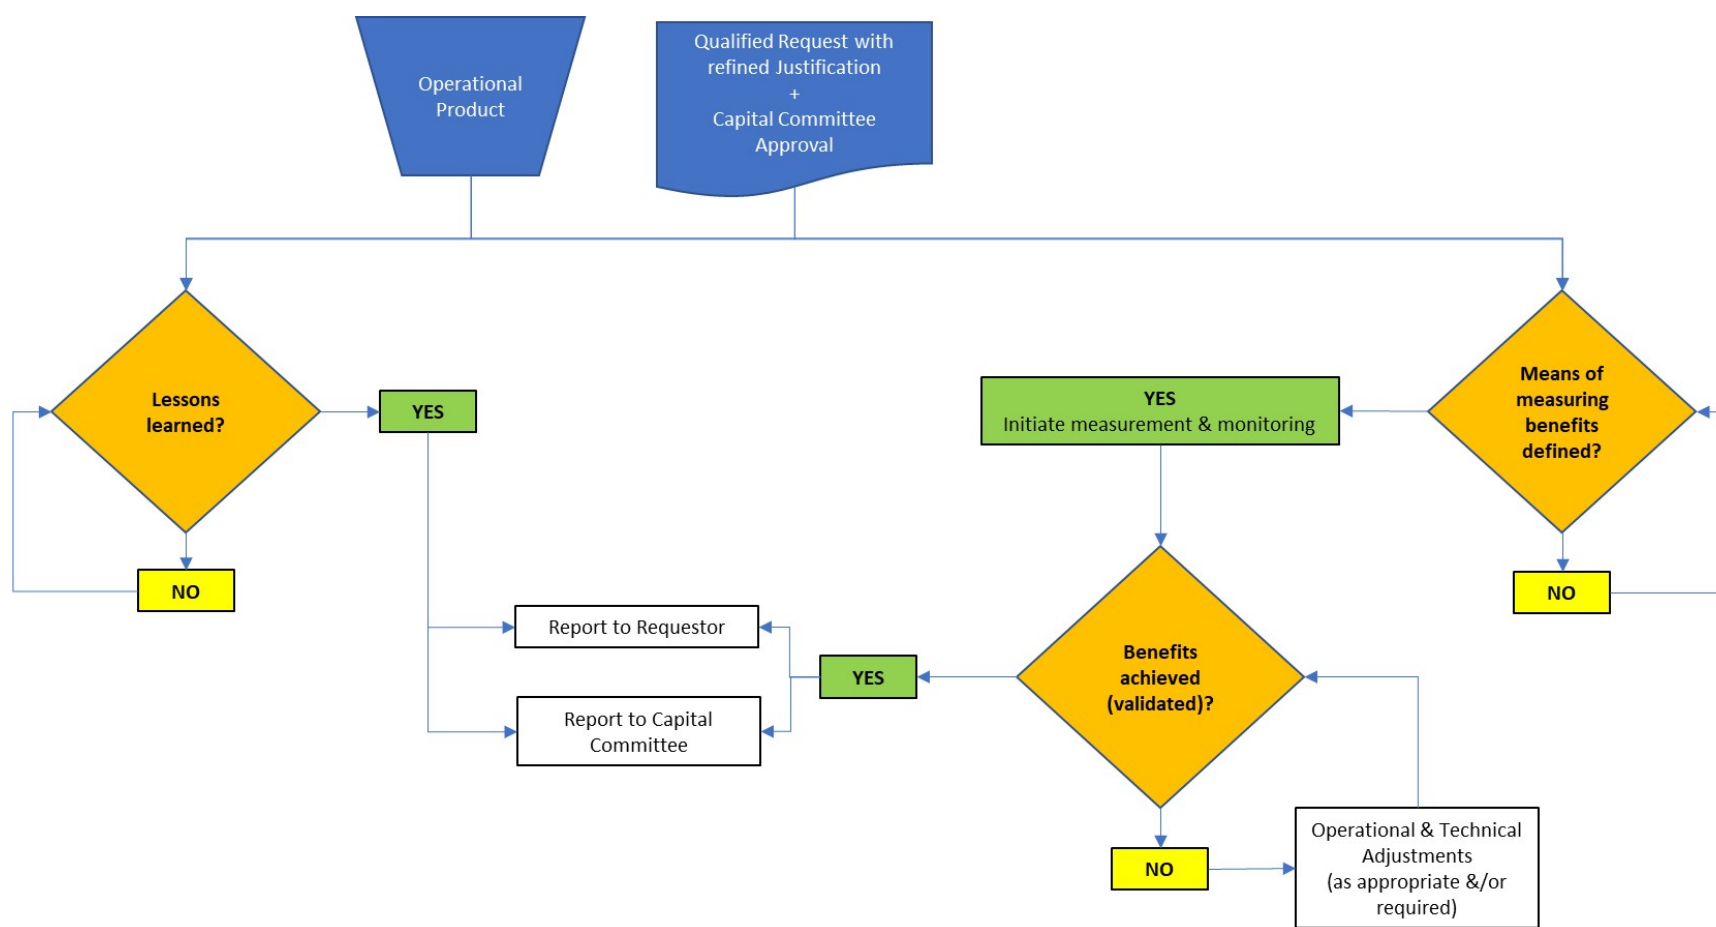 Operational
Product
Qualified Request with
refined Justification
+
Capital Committee
Approval
Lessons
learned?
YES
NO
YES
Initiate measurement & monitoring
Means of
measuring
benefits
defined?
NO
Report to Requestor
Report to Capital
Committee
YES
Benefits
achieved
(validated)?
NO
Operational & Technical
Adjustments
(as appropriate &/or
required)